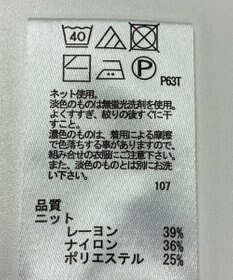 40
P
P63T
ネット使用。
淡色のものは無蛍光洗剤を使用。
よくすすぎ、絞りの後すぐに干
すこと。
濃色のものは、着用による摩擦
で色落ちする事がありますので、
組み合せの衣服にご注意下さい。
また、淡色のものとは別にお洗
い下さい。
107
品質
ニット
レーヨン 39%
ナイロン 36%
ポリエステル 25%